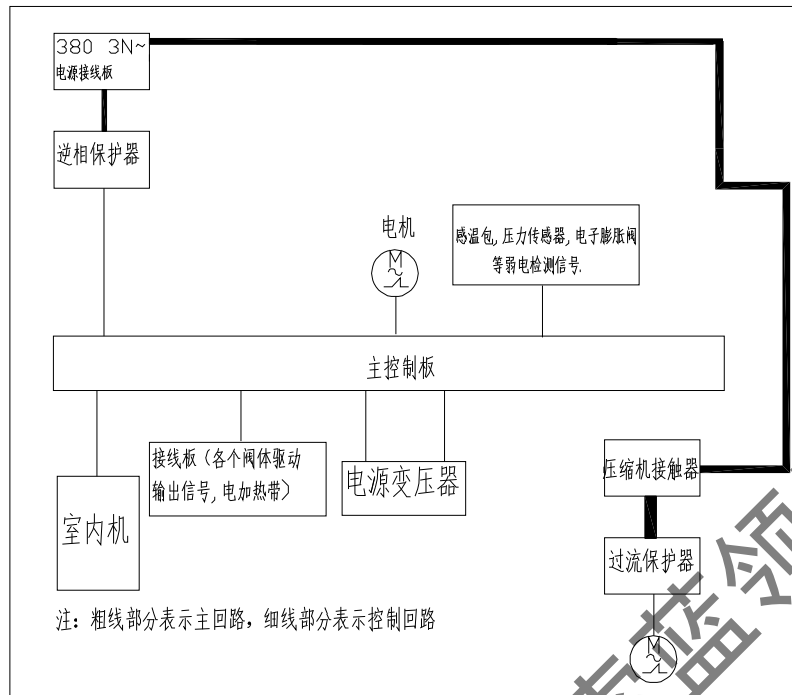 380 3N~
电源接线板
逆相保护器
电机
M
感温包,压力传感器,电子膨胀阀
等弱电检测信号.
主控制板
接线板（各个阀体驱动
输出信号,电加热带）
电源变压器
压缩机接触器
室内机
过流保护器
注：粗线部分表示主回路，细线部分表示控制回路
M
蓝领